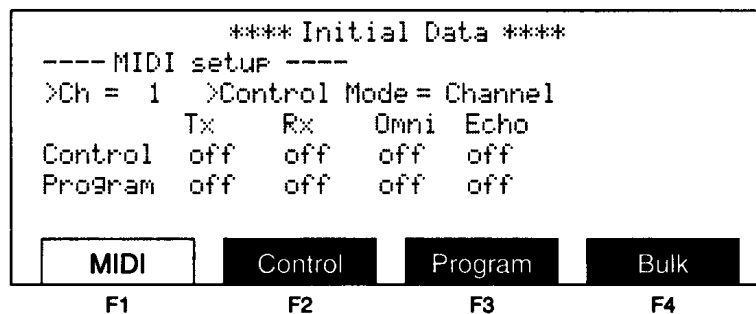 **** Initial Data ****
---- MIDI setup ----
>Ch = 1 >Control Mode = Channel
Tx Rx Omni Echo
Control off off off off
Program off off off off
MIDI Control Program Bulk
F1 F2 F3 F4